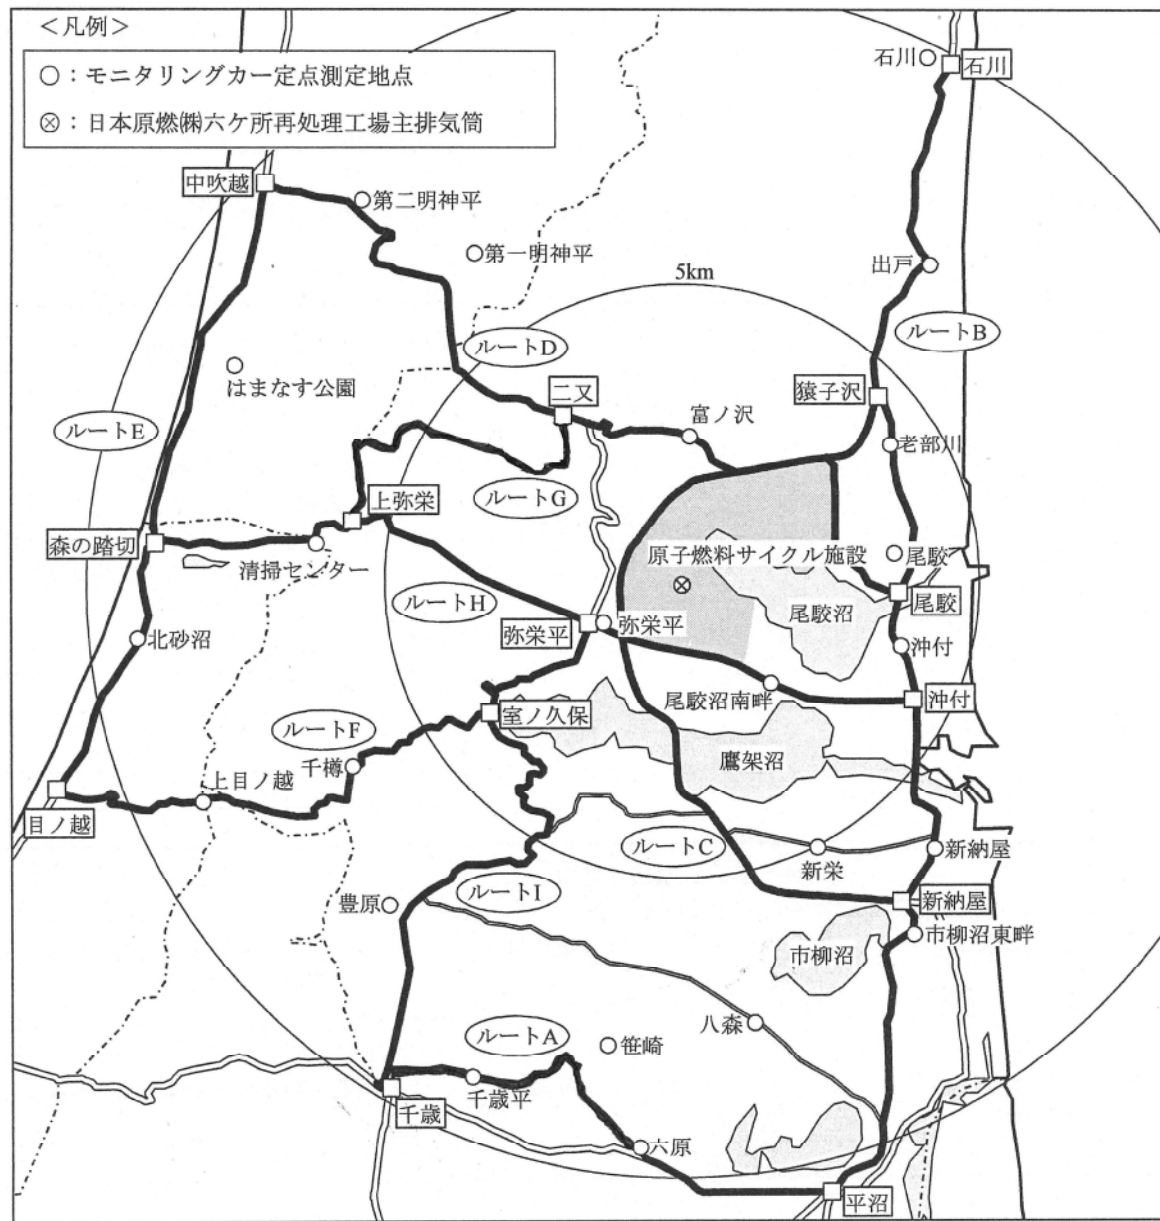 <凡例>
○:モニタリングカー定点測定地点
⊗:日本原燃㈱六ケ所再処理工場主排気筒
石川
石川
中吹越
第二明神平
第一明神平
出戸
5km
ルートB
ルートD
はまなす公園
二又
猿子沢
富ノ沢
ルートE
老部川
ルートG
上弥栄
森の踏切
清掃センター
原子燃料サイクル施設
尾駮
尾駮
ルートH
尾駮沼
弥栄平
弥栄平
北砂沼
沖付
沖付
尾駮沼南畔
室ノ久保
ルートF
千樽
鷹架沼
上目ノ越
目ノ越
ルートC
新栄
新納屋
ルートI
豊原
新納屋
市柳沼東畔
市柳沼
八森
ルートA
笹崎
千歳平
千歳
六原
平沼